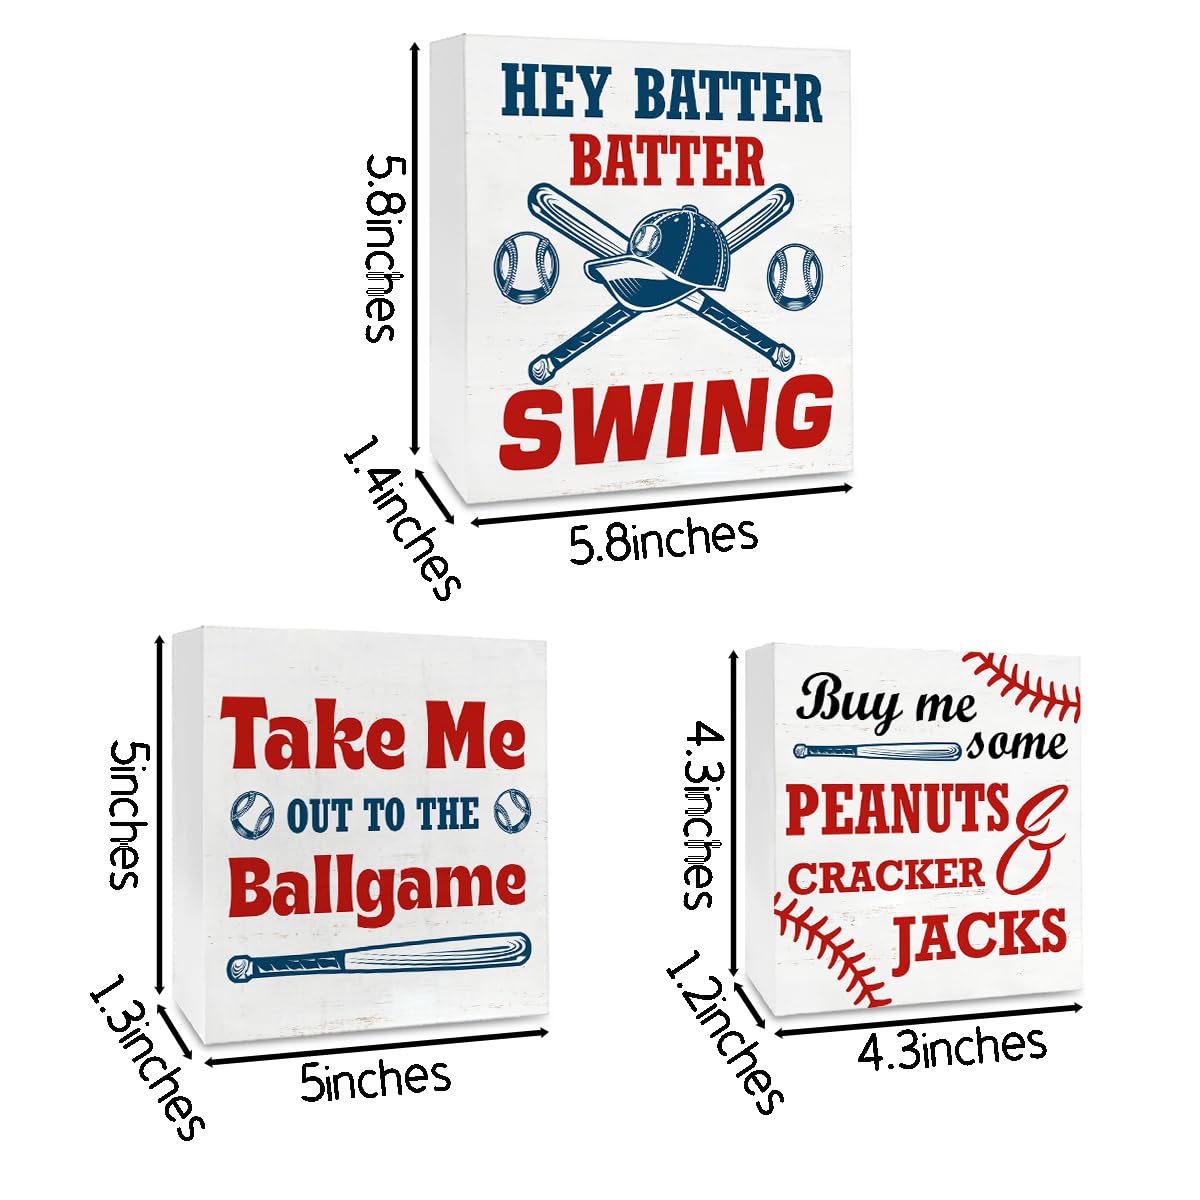 HEY BATTER
BATTER
SWING
5.8inches
1.4inches
5.8inches
Take Me
OUT TO THE
Ballgame
5inches
1.3inches
5inches
Buy me
some
PEANUTS &
CRACKER
JACKS
4.3inches
1.2inches
4.3inches